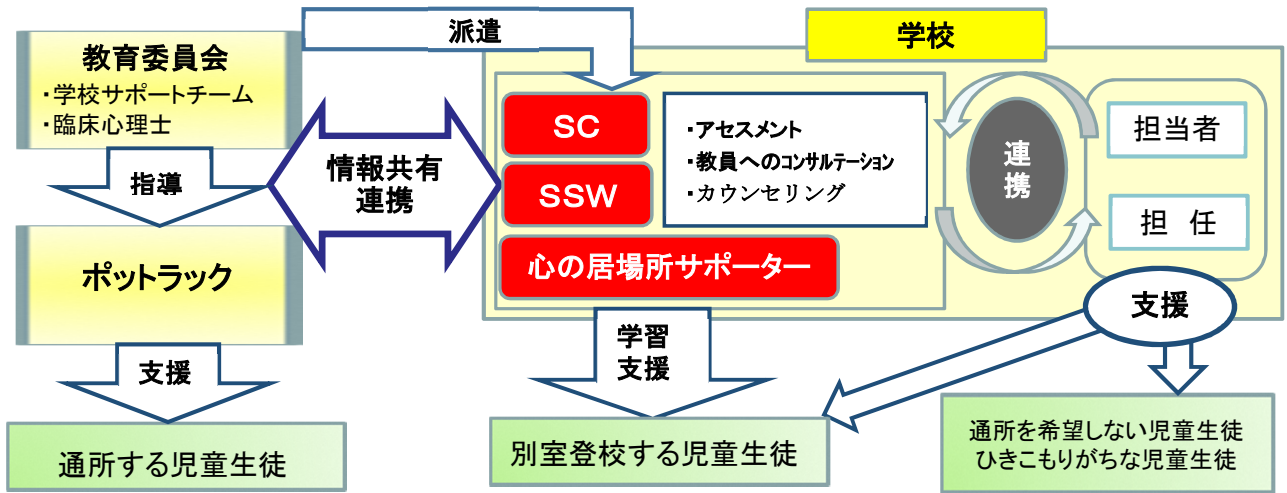 派遣
学校
教育委員会
・学校サポートチーム
・臨床心理士
指導
ポットラック
支援
通所する児童生徒
情報共有
連携
SC
SSW
心の居場所サポーター
・アセスメント
・教員へのコンサルテーション
・カウンセリング
連携
担当者
担 任
学習
支援
支援
別室登校する児童生徒
通所を希望しない児童生徒
ひきこもりがちな児童生徒